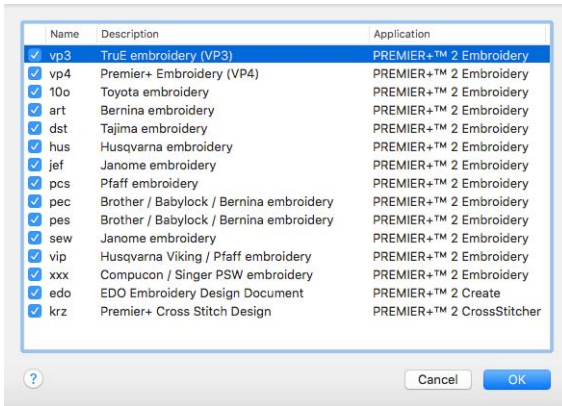 Name Description Application
vp3 TruE embroidery (VP3) PREMIER+™ 2 Embroidery
vp4 Premier+ Embroidery (VP4) PREMIER+™ 2 Embroidery
10o Toyota embroidery PREMIER+™ 2 Embroidery
art Bernina embroidery PREMIER+™ 2 Embroidery
dst Tajima embroidery PREMIER+™ 2 Embroidery
hus Husqvarna embroidery PREMIER+™ 2 Embroidery
jef Janome embroidery PREMIER+™ 2 Embroidery
pcs Pfaff embroidery PREMIER+™ 2 Embroidery
pec Brother / Babylock / Bernina embroidery PREMIER+™ 2 Embroidery
pes Brother / Babylock / Bernina embroidery PREMIER+™ 2 Embroidery
sew Janome embroidery PREMIER+™ 2 Embroidery
vip Husqvarna Viking / Pfaff embroidery PREMIER+™ 2 Embroidery
xxx Compucon / Singer PSW embroidery PREMIER+™ 2 Embroidery
edo EDO Embroidery Design Document PREMIER+™ 2 Create
krz Premier+ Cross Stitch Design PREMIER+™ 2 CrossStitcher
? Cancel OK